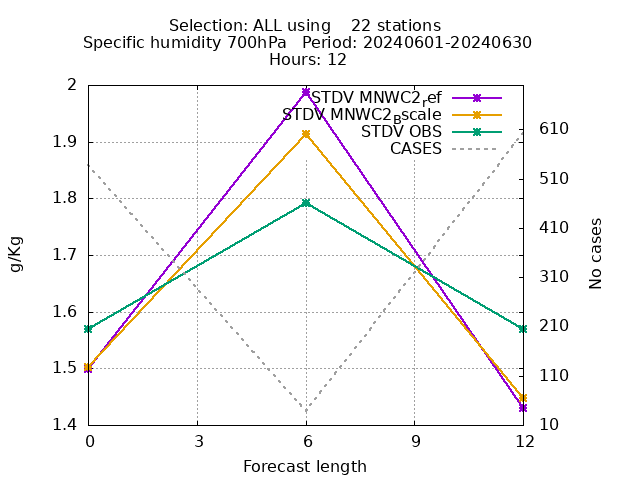 Selection: ALL using    22 stations
Specific humidity 700hPa   Period: 20240601-20240630
Hours: 12
STDV MNWC2ref
STDV MNWC2Bscale
STDV OBS
CASES
2
1.9
1.8
1.7
1.6
1.5
1.4
g/Kg
610
510
410
310
210
110
10
No cases
0 3 6 9 12
Forecast length